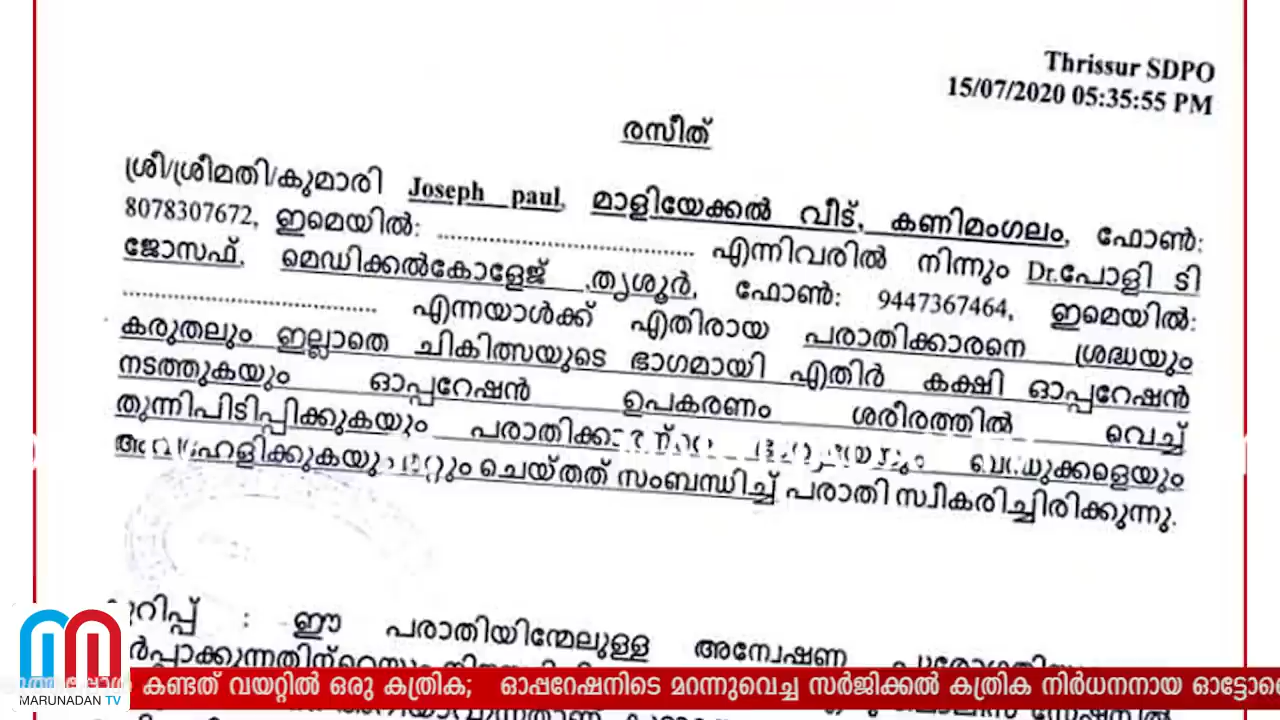 Thrissur SDPO
15/07/2020 05:35:55 PM
രസീത്
ശ്രീ/ശ്രീമതി/കുമാരി Joseph paul, മാളിയേക്കൽ വീട്, കണിമംഗലം, ഫോൺ:
8078307672, ഇമെയിൽ: ................................ എന്നിവരിൽ നിന്നും Dr.പോളി ടി
ജോസഫ്, മെഡിക്കൽകോളേജ് ,തൃശൂർ, ഫോൺ: 9447367464, ഇമെയിൽ:
................................ എന്നയാൾക്ക് എതിരായ പരാതിക്കാരനെ ശ്രദ്ധയും
കരുതലും ഇല്ലാതെ ചികിത്സയുടെ ഭാഗമായി എതിർ കക്ഷി ഓപ്പറേഷൻ
നടത്തുകയും ഓപ്പറേഷൻ ഉപകരണം ശരീരത്തിൽ വെച്ച്
തുന്നിപിടിപ്പിക്കുകയും
ചെയ്തത് സംബന്ധിച്ച് പരാതി സ്വീകരിച്ചിരിക്കുന്നു.
: ഈ പരാതിയിന്മേലുള്ള അന്വേഷണ
കണ്ടത് വയറ്റിൽ ഒരു കത്രിക; ഓപ്പറേഷനിടെ മറന്നുവെച്ച സർജിക്കൽ കത്രിക നിർധനനായ
MARUNADAN TV